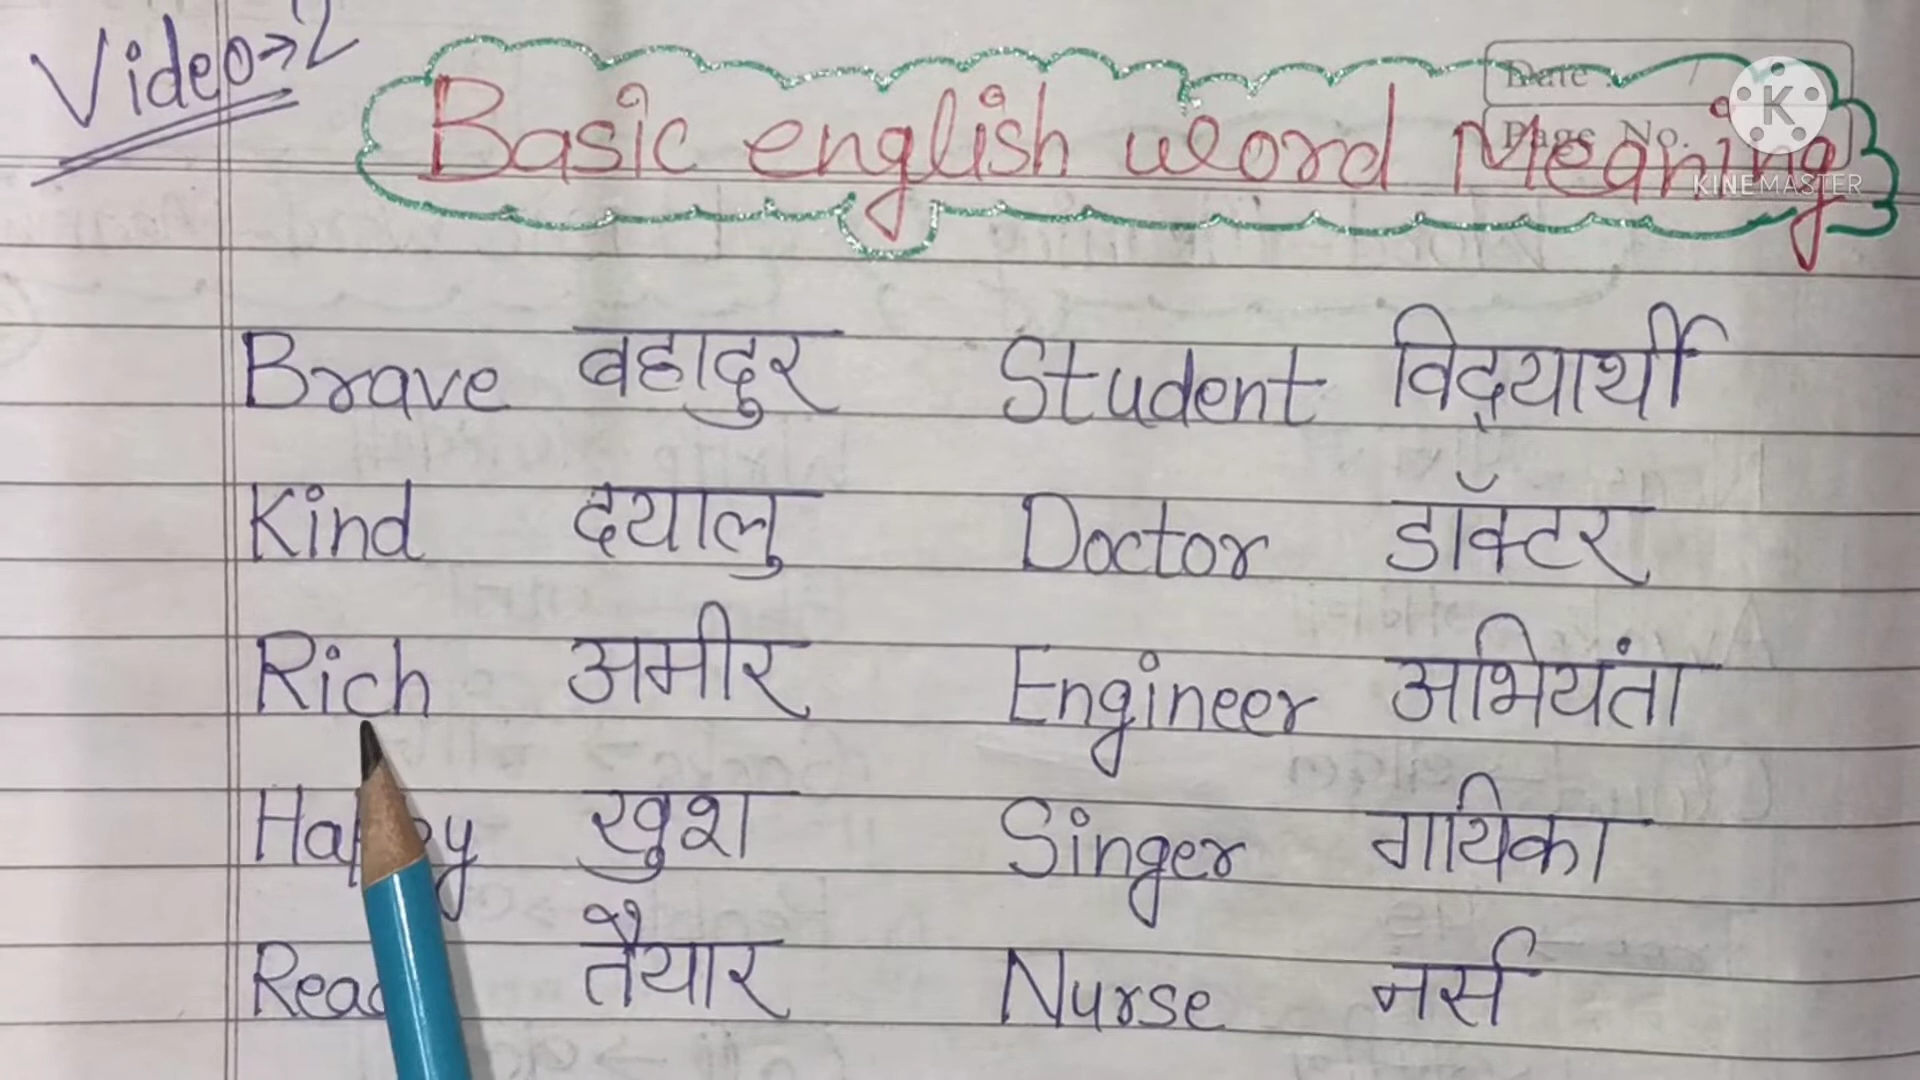 Video→2
Date :
Page No.
KINEMASTER
Basic english word Meaning
Brave बहादुर Student विद्यार्थी
Kind दयालु Doctor डॉक्टर
Rich अमीर Engineer अभियंता
खुश Singer गायिका
तैयार Nurse नर्स